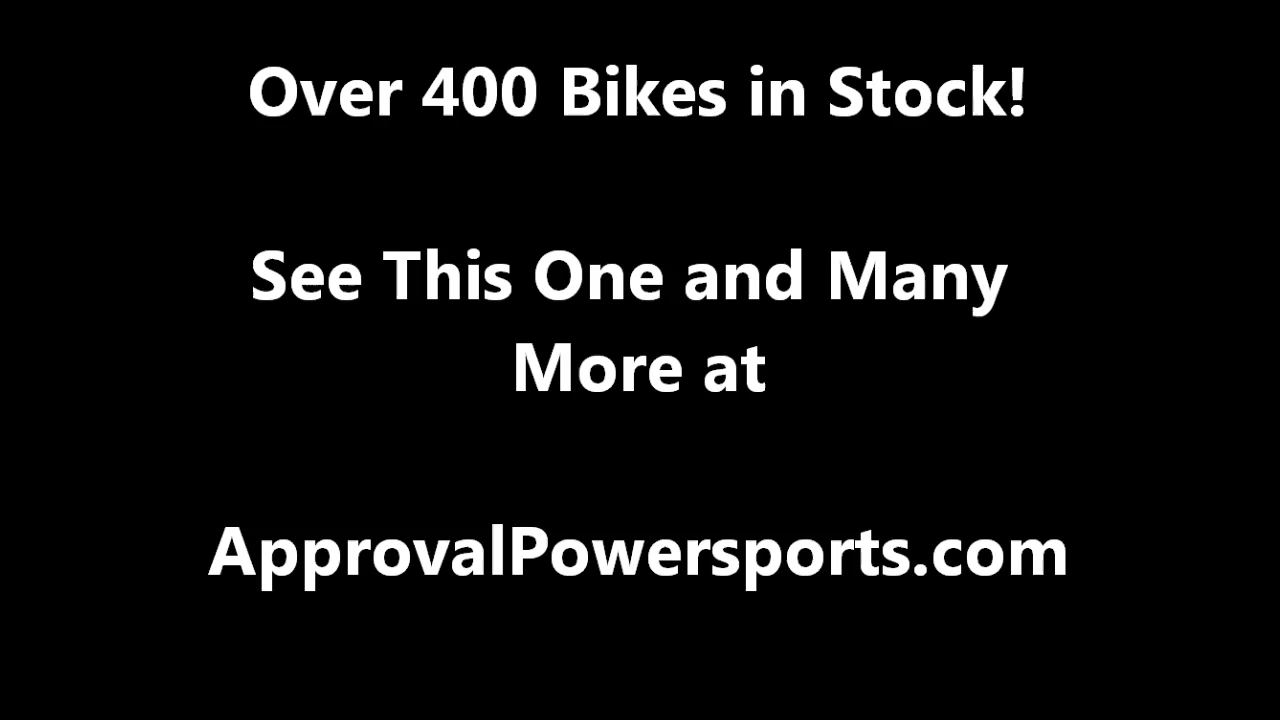 Over 400 Bikes in Stock!
See This One and Many
More at
ApprovalPowersports.com